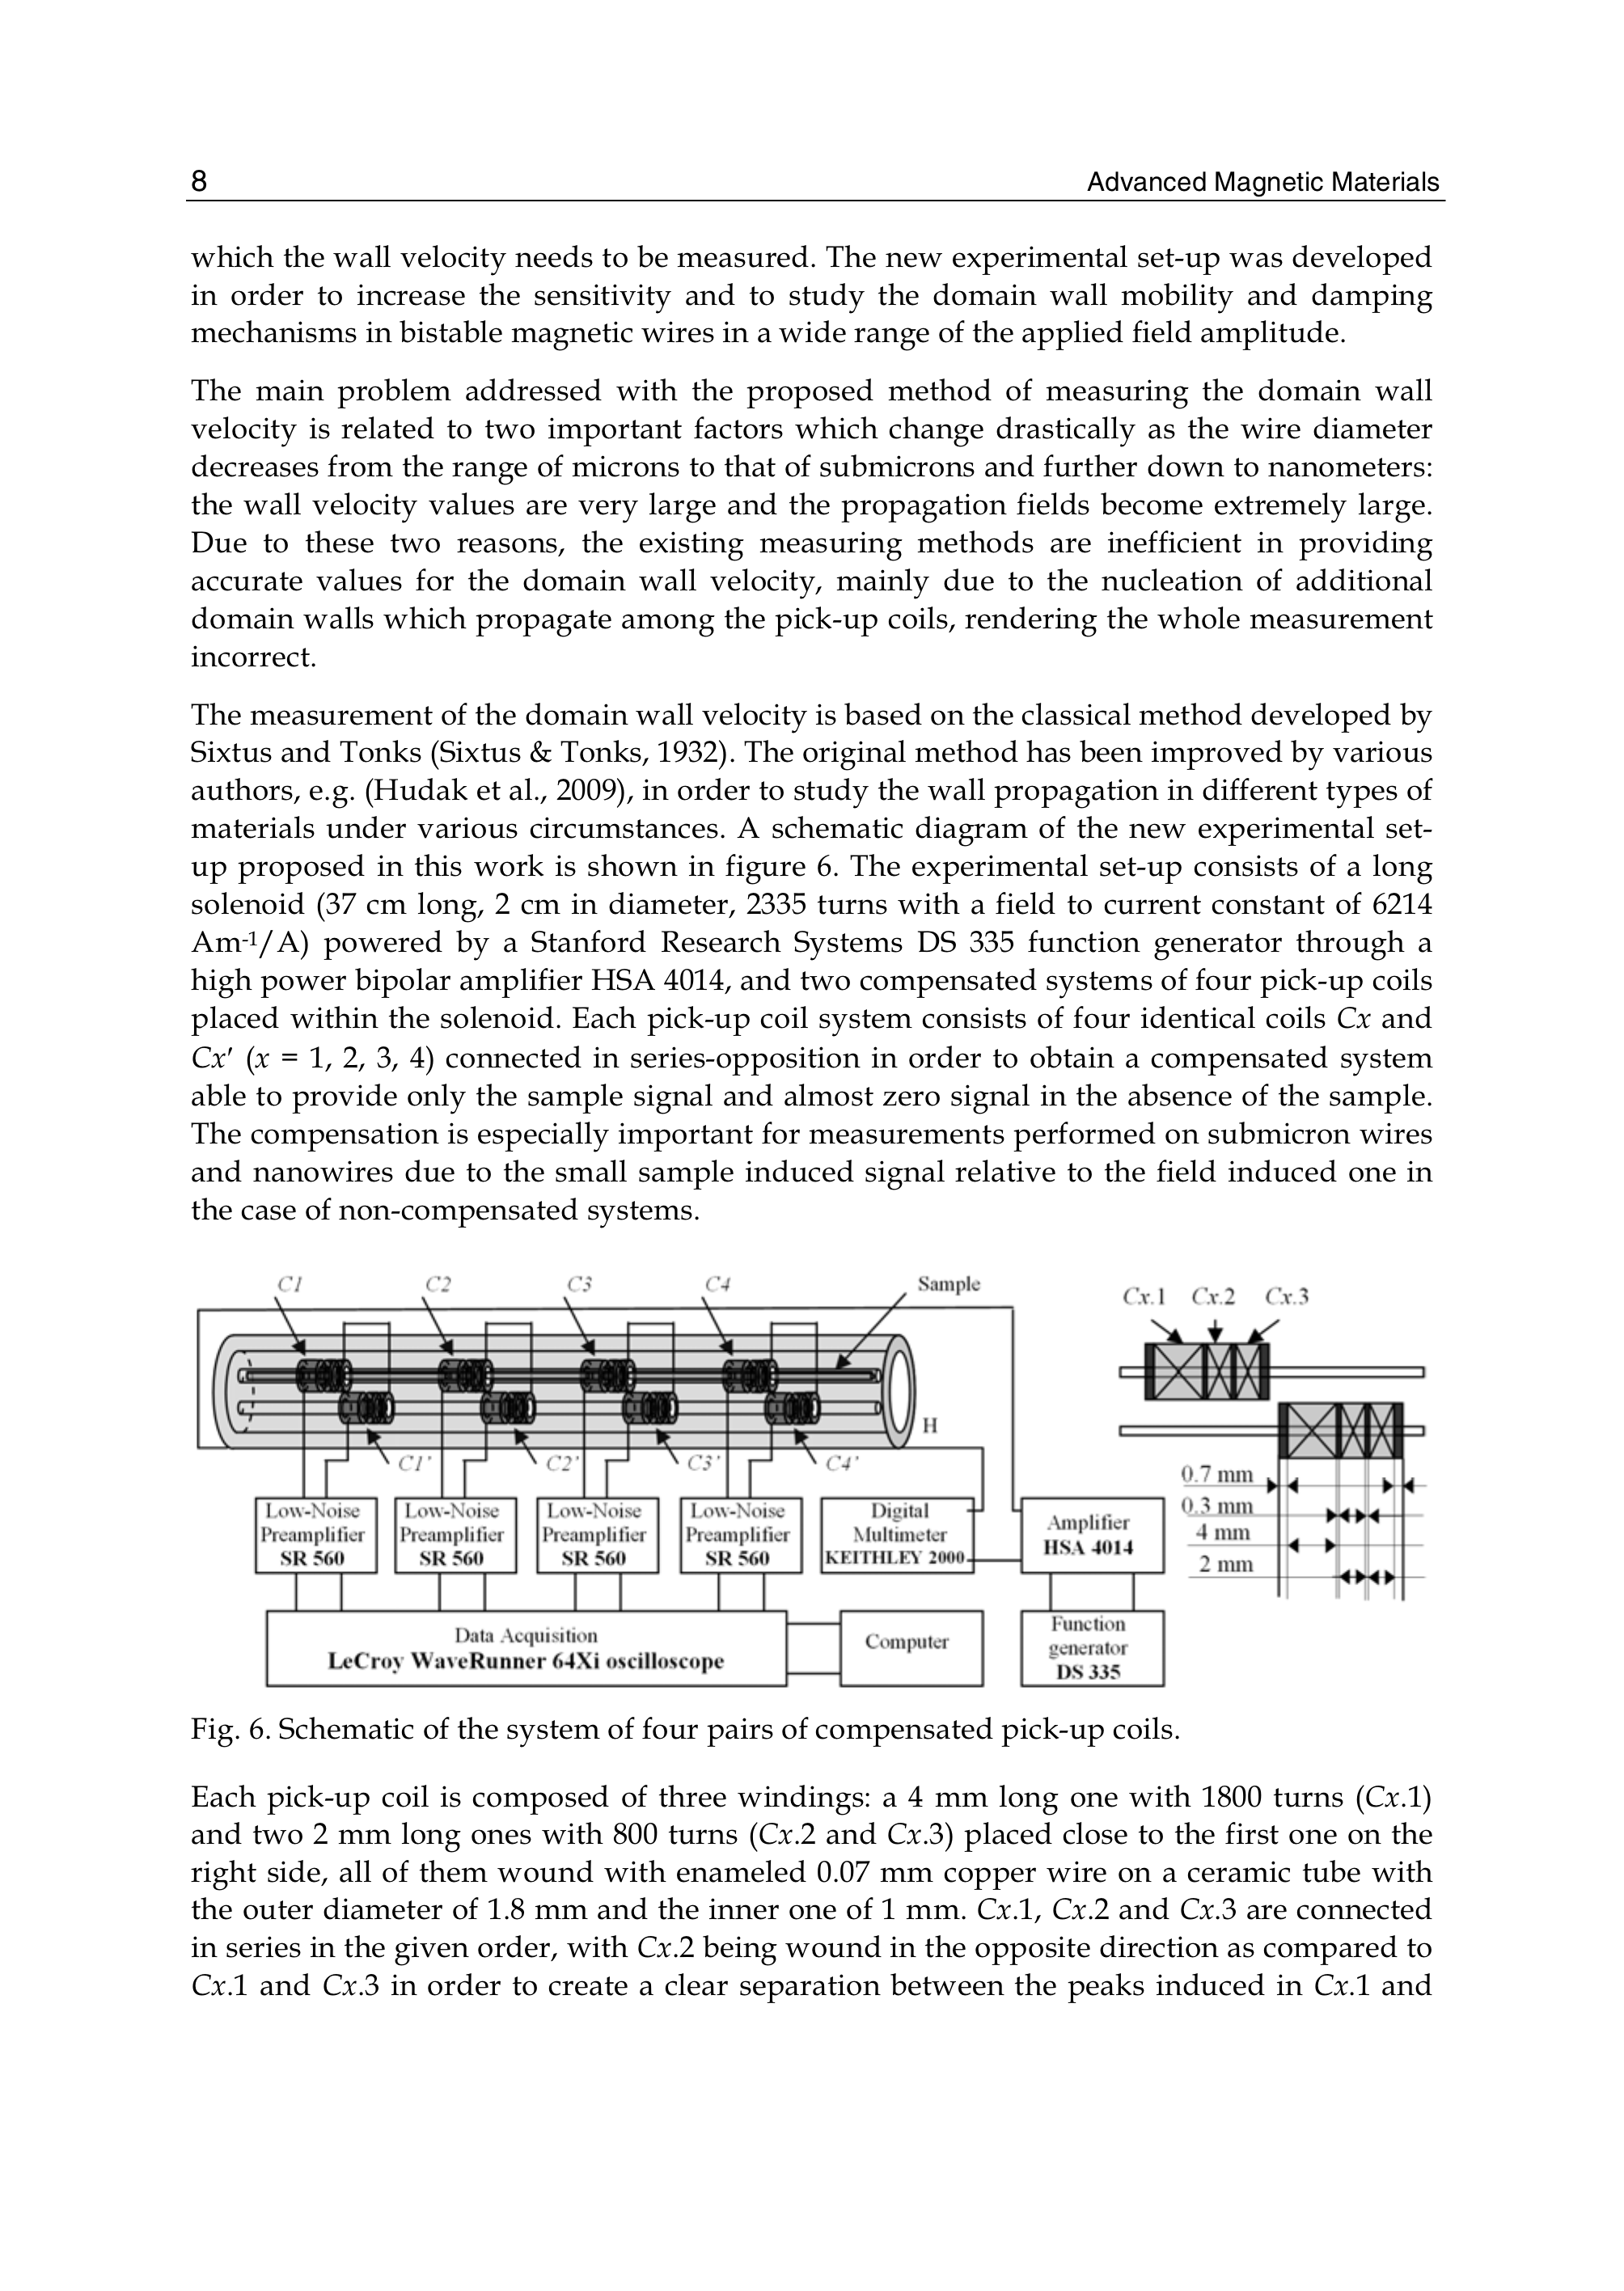 8 Advanced Magnetic Materials
which the wall velocity needs to be measured. The new experimental set-up was developed
in order to increase the sensitivity and to study the domain wall mobility and damping
mechanisms in bistable magnetic wires in a wide range of the applied field amplitude.
The main problem addressed with the proposed method of measuring the domain wall
velocity is related to two important factors which change drastically as the wire diameter
decreases from the range of microns to that of submicrons and further down to nanometers:
the wall velocity values are very large and the propagation fields become extremely large.
Due to these two reasons, the existing measuring methods are inefficient in providing
accurate values for the domain wall velocity, mainly due to the nucleation of additional
domain walls which propagate among the pick-up coils, rendering the whole measurement
incorrect.
The measurement of the domain wall velocity is based on the classical method developed by
Sixtus and Tonks (Sixtus & Tonks, 1932). The original method has been improved by various
authors, e.g. (Hudak et al., 2009), in order to study the wall propagation in different types of
materials under various circumstances. A schematic diagram of the new experimental set-
up proposed in this work is shown in figure 6. The experimental set-up consists of a long
solenoid (37 cm long, 2 cm in diameter, 2335 turns with a field to current constant of 6214
Am-1/A) powered by a Stanford Research Systems DS 335 function generator through a
high power bipolar amplifier HSA 4014, and two compensated systems of four pick-up coils
placed within the solenoid. Each pick-up coil system consists of four identical coils Cx and
Cx' (x = 1, 2, 3, 4) connected in series-opposition in order to obtain a compensated system
able to provide only the sample signal and almost zero signal in the absence of the sample.
The compensation is especially important for measurements performed on submicron wires
and nanowires due to the small sample induced signal relative to the field induced one in
the case of non-compensated systems.
C1 C2 C3 C4 Sample
Cx.1 Cx.2 Cx.3
H
C1' C2' C3' C4'
0.7 mm
0.3 mm
4 mm
2 mm
Low-Noise
Preamplifier
SR 560
Low-Noise
Preamplifier
SR 560
Low-Noise
Preamplifier
SR 560
Low-Noise
Preamplifier
SR 560
Digital
Multimeter
KEITHLEY 2000
Amplifier
HSA 4014
Data Acquisition
LeCroy WaveRunner 64Xi oscilloscope
Computer
Function
generator
DS 335
Fig. 6. Schematic of the system of four pairs of compensated pick-up coils.
Each pick-up coil is composed of three windings: a 4 mm long one with 1800 turns (Cx.1)
and two 2 mm long ones with 800 turns (Cx.2 and Cx.3) placed close to the first one on the
right side, all of them wound with enameled 0.07 mm copper wire on a ceramic tube with
the outer diameter of 1.8 mm and the inner one of 1 mm. Cx.1, Cx.2 and Cx.3 are connected
in series in the given order, with Cx.2 being wound in the opposite direction as compared to
Cx.1 and Cx.3 in order to create a clear separation between the peaks induced in Cx.1 and